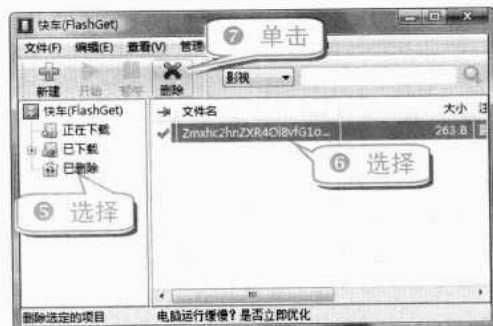 快车(FlashGet)
文件(F) 编辑(E) 查看(V) 管理
❼ 单击
新建 开始 暂停 删除
影视
快车(FlashGet)
正在下载
已下载
已删除
文件名 大小 注
Zmxhc2hnZXR4Oi8vfG1o... 263 B
❻ 选择
❺ 选择
删除选定的项目 电脑运行缓慢？是否立即优化